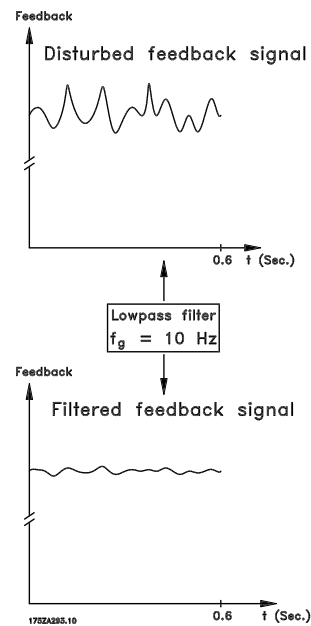 Feedback
Disturbed feedback signal
0.6 t (Sec.)
Lowpass filter
fg = 10 Hz
Feedback
Filtered feedback signal
0.6 t (Sec.)
175ZA293.10